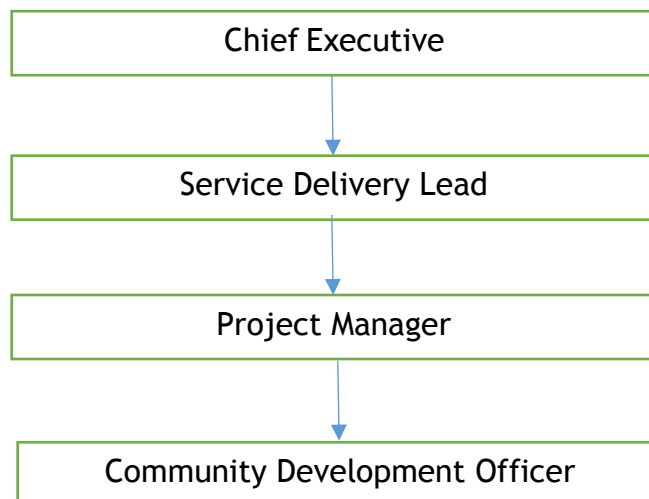 Chief Executive
Service Delivery Lead
Project Manager
Community Development Officer